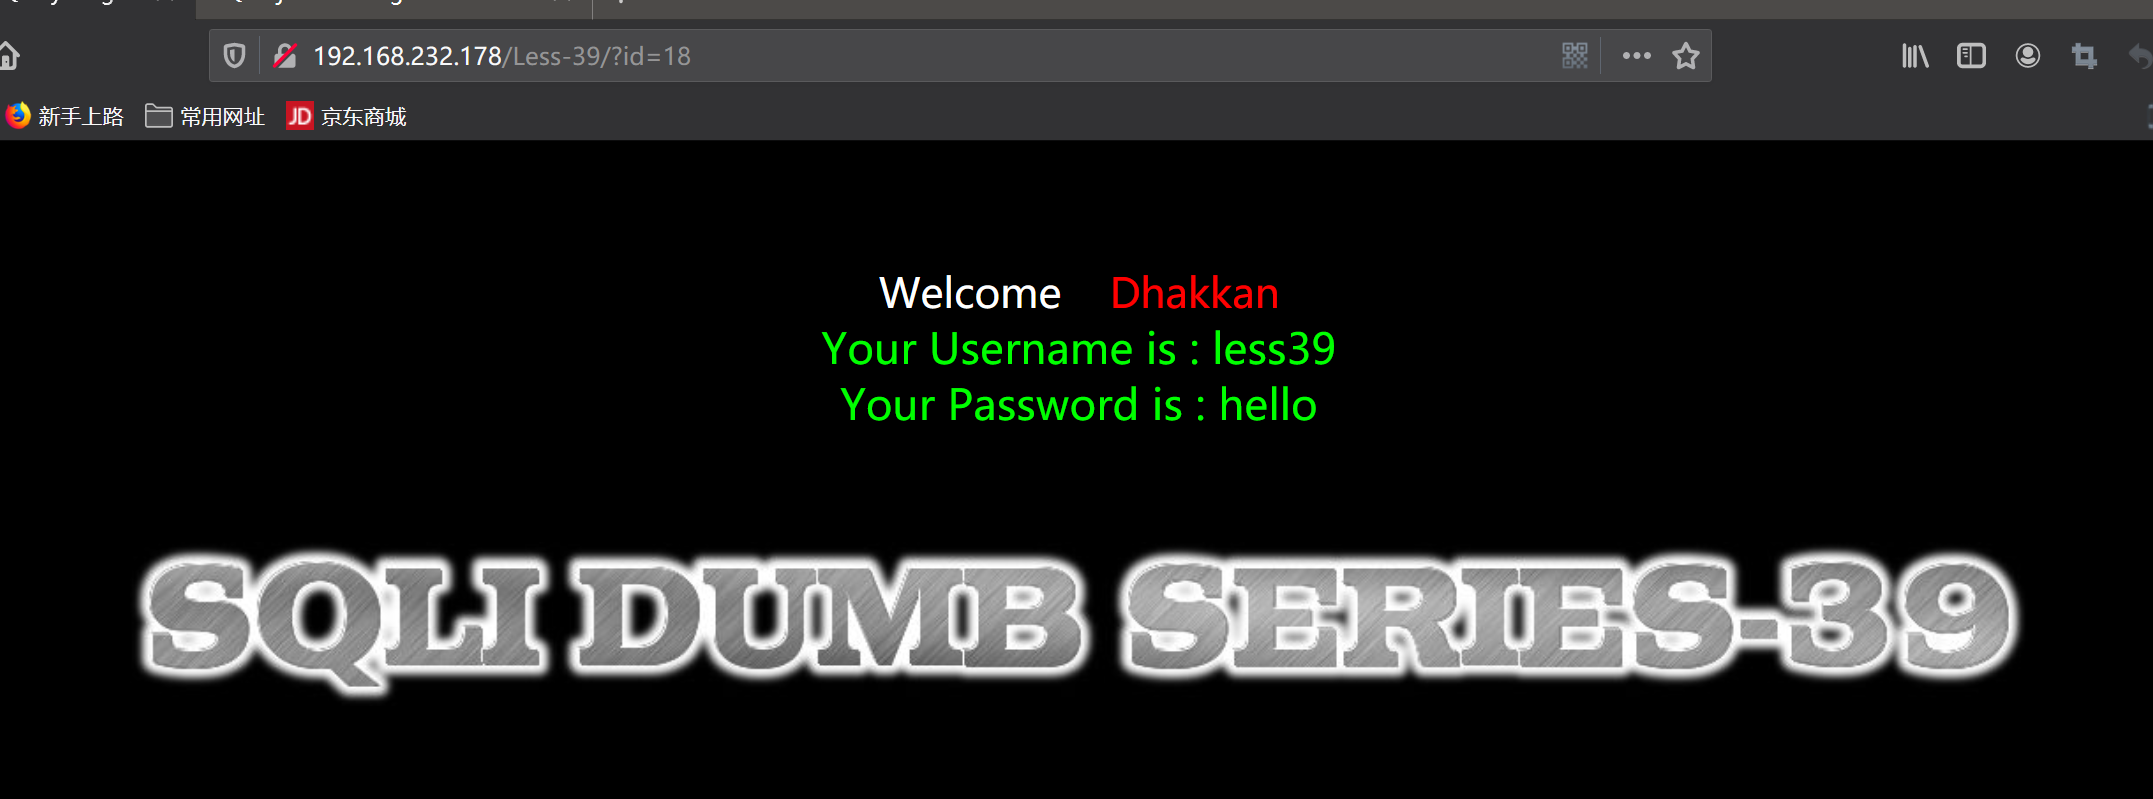 192.168.232.178/Less-39/?id=18
新手上路 常用网址 JD 京东商城
Welcome Dhakkan
Your Username is : less39
Your Password is : hello
SQLI DUMB SERIES-39